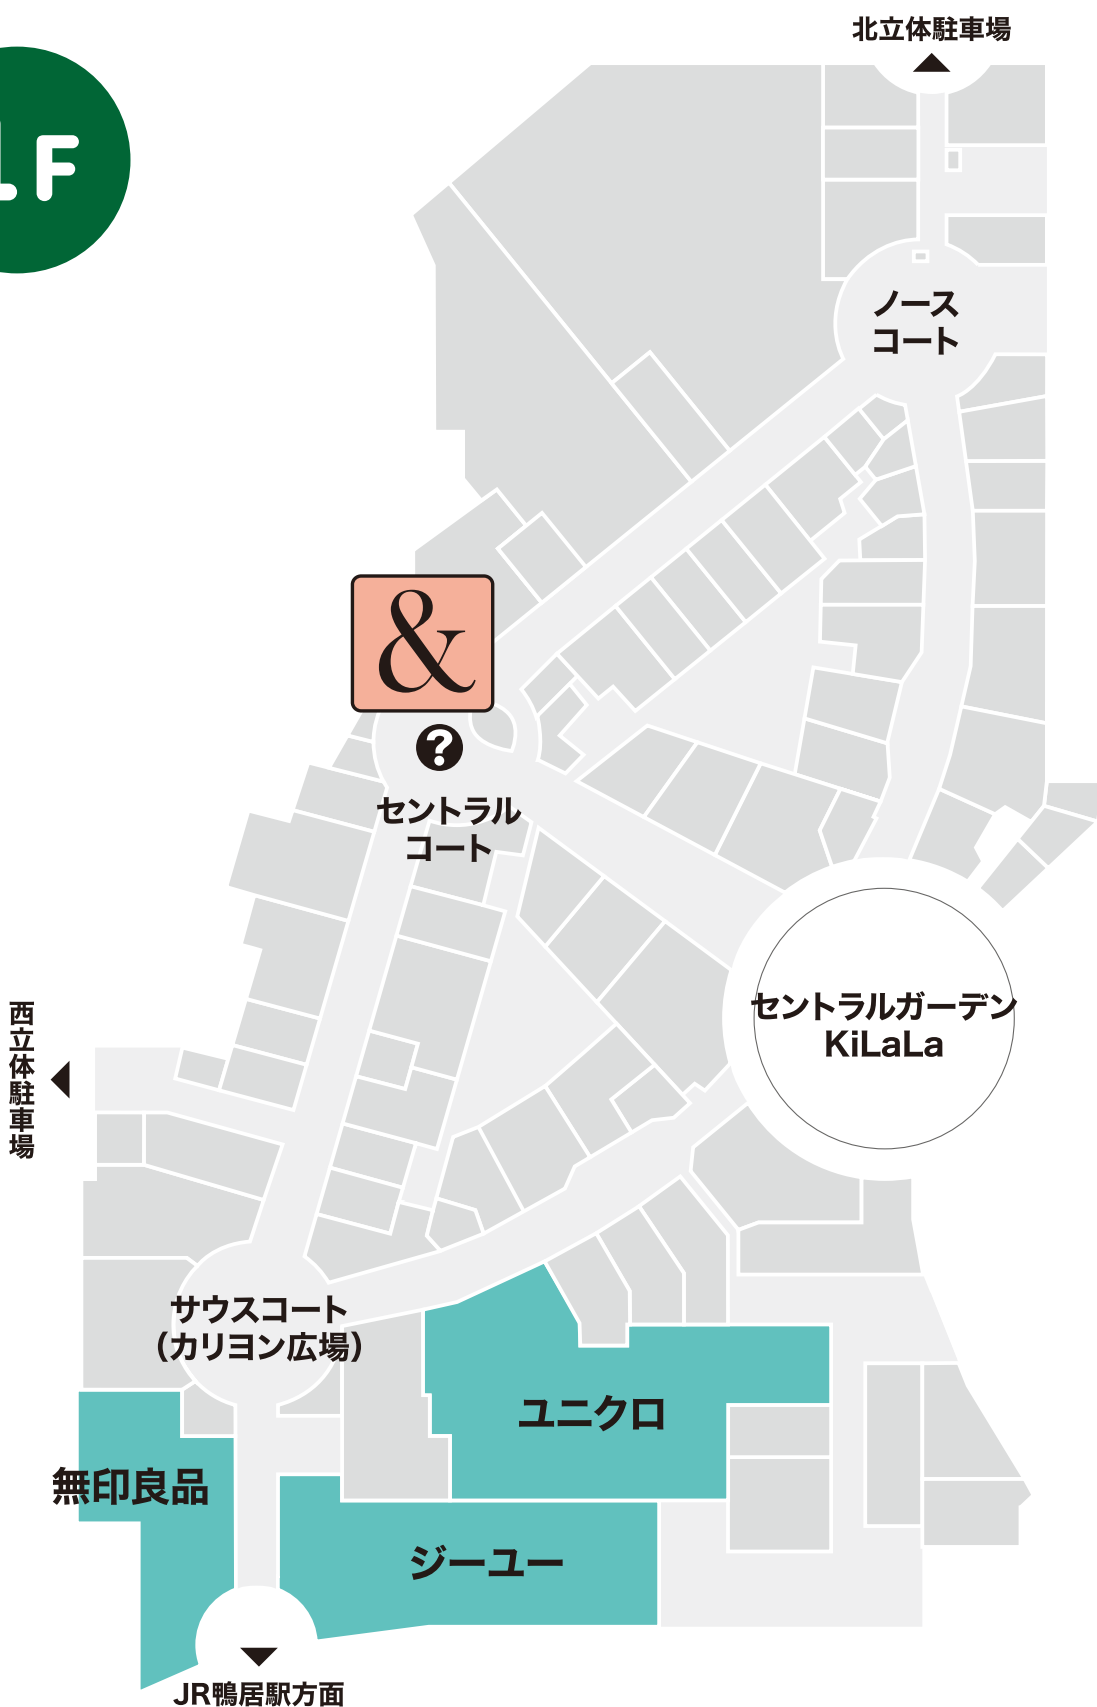 北立体駐車場
1F
ノース
コート
&
?
セントラル
コート
西立体駐車場
セントラルガーデン
KiLaLa
サウスコート
(カリヨン広場)
ユニクロ
無印良品
ジーユー
JR鴨居駅方面